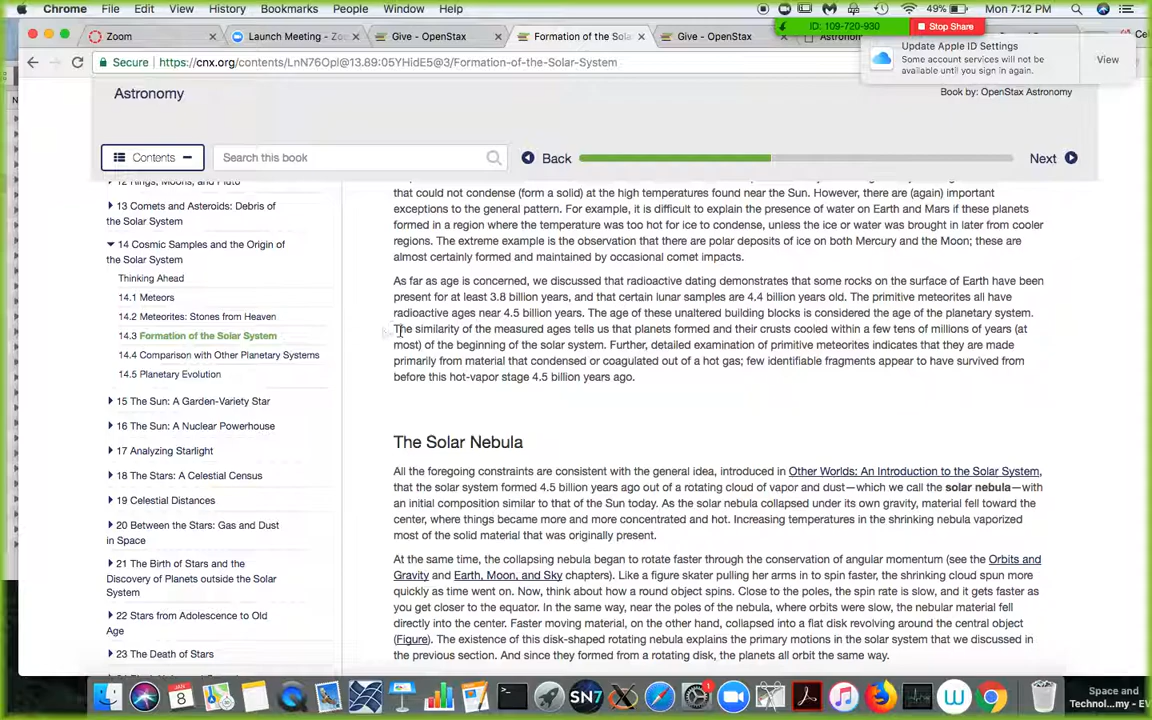 Chrome File Edit View History Bookmarks People Window Help
49% Mon 7:12 PM
ID: 109-720-930 Stop Share
Zoom
Launch Meeting - Zo
Give - OpenStax
Formation of the Sola
Give - OpenStax
Astronomy
Update Apple ID Settings
Some account services will not be
available until you sign in again.
View
Secure https://cnx.org/contents/LnN76Opl@13.89:05YHidE5@3/Formation-of-the-Solar-System
Astronomy
Book by: OpenStax Astronomy
Contents
Search this book
Back
Next
12 Rings, Moons, and Pluto
13 Comets and Asteroids: Debris of
the Solar System
14 Cosmic Samples and the Origin of
the Solar System
Thinking Ahead
14.1 Meteors
14.2 Meteorites: Stones from Heaven
14.3 Formation of the Solar System
14.4 Comparison with Other Planetary Systems
14.5 Planetary Evolution
15 The Sun: A Garden-Variety Star
16 The Sun: A Nuclear Powerhouse
17 Analyzing Starlight
18 The Stars: A Celestial Census
19 Celestial Distances
20 Between the Stars: Gas and Dust
in Space
21 The Birth of Stars and the
Discovery of Planets outside the Solar
System
22 Stars from Adolescence to Old
Age
23 The Death of Stars
that could not condense (form a solid) at the high temperatures found near the Sun. However, there are (again) important
exceptions to the general pattern. For example, it is difficult to explain the presence of water on Earth and Mars if these planets
formed in a region where the temperature was too hot for ice to condense, unless the ice or water was brought in later from cooler
regions. The extreme example is the observation that there are polar deposits of ice on both Mercury and the Moon; these are
almost certainly formed and maintained by occasional comet impacts.
As far as age is concerned, we discussed that radioactive dating demonstrates that some rocks on the surface of Earth have been
present for at least 3.8 billion years, and that certain lunar samples are 4.4 billion years old. The primitive meteorites all have
radioactive ages near 4.5 billion years. The age of these unaltered building blocks is considered the age of the planetary system.
The similarity of the measured ages tells us that planets formed and their crusts cooled within a few tens of millions of years (at
most) of the beginning of the solar system. Further, detailed examination of primitive meteorites indicates that they are made
primarily from material that condensed or coagulated out of a hot gas; few identifiable fragments appear to have survived from
before this hot-vapor stage 4.5 billion years ago.
The Solar Nebula
All the foregoing constraints are consistent with the general idea, introduced in Other Worlds: An Introduction to the Solar System,
that the solar system formed 4.5 billion years ago out of a rotating cloud of vapor and dust—which we call the solar nebula—with
an initial composition similar to that of the Sun today. As the solar nebula collapsed under its own gravity, material fell toward the
center, where things became more and more concentrated and hot. Increasing temperatures in the shrinking nebula vaporized
most of the solid material that was originally present.
At the same time, the collapsing nebula began to rotate faster through the conservation of angular momentum (see the Orbits and
Gravity and Earth, Moon, and Sky chapters). Like a figure skater pulling her arms in to spin faster, the shrinking cloud spun more
quickly as time went on. Now, think about how a round object spins. Close to the poles, the spin rate is slow, and it gets faster as
you get closer to the equator. In the same way, near the poles of the nebula, where orbits were slow, the nebular material fell
directly into the center. Faster moving material, on the other hand, collapsed into a flat disk revolving around the central object
(Figure). The existence of this disk-shaped rotating nebula explains the primary motions in the solar system that we discussed in
the previous section. And since they formed from a rotating disk, the planets all orbit the same way.
JAN
8
SN7
1
W
Space and
Technol...my - EV